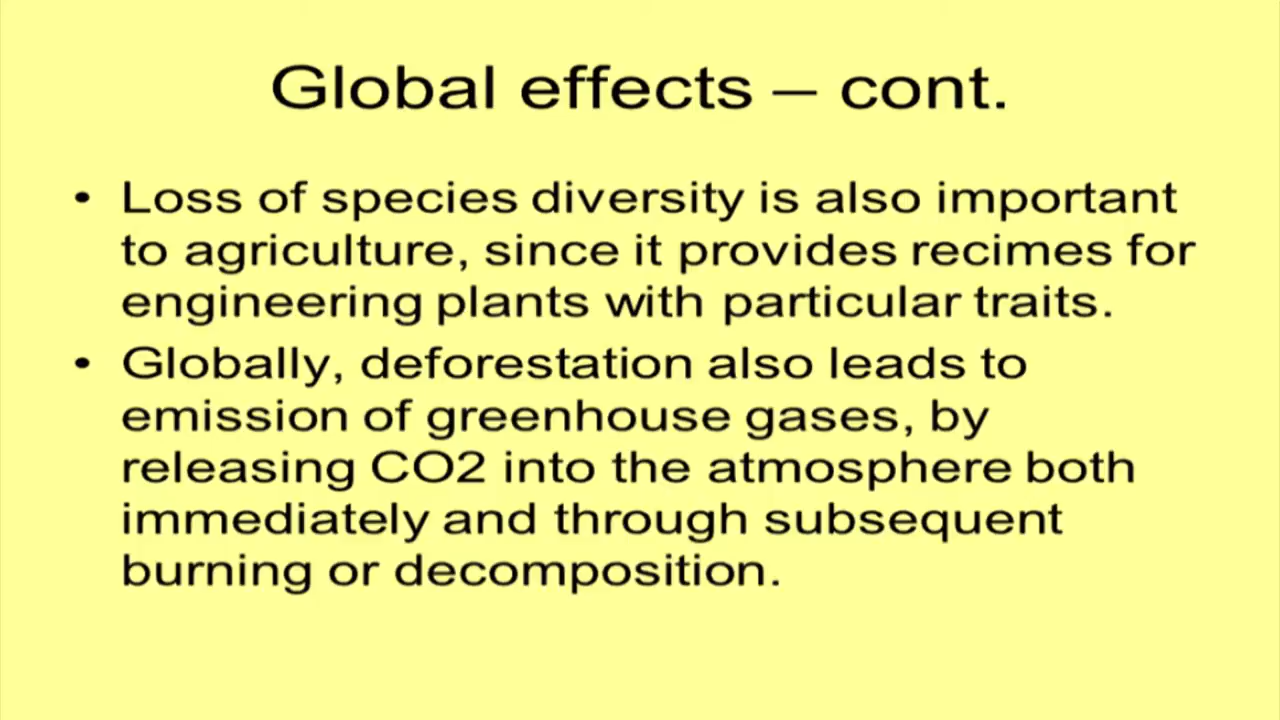 Global effects – cont.
• Loss of species diversity is also important
to agriculture, since it provides recimes for
engineering plants with particular traits.
• Globally, deforestation also leads to
emission of greenhouse gases, by
releasing CO2 into the atmosphere both
immediately and through subsequent
burning or decomposition.